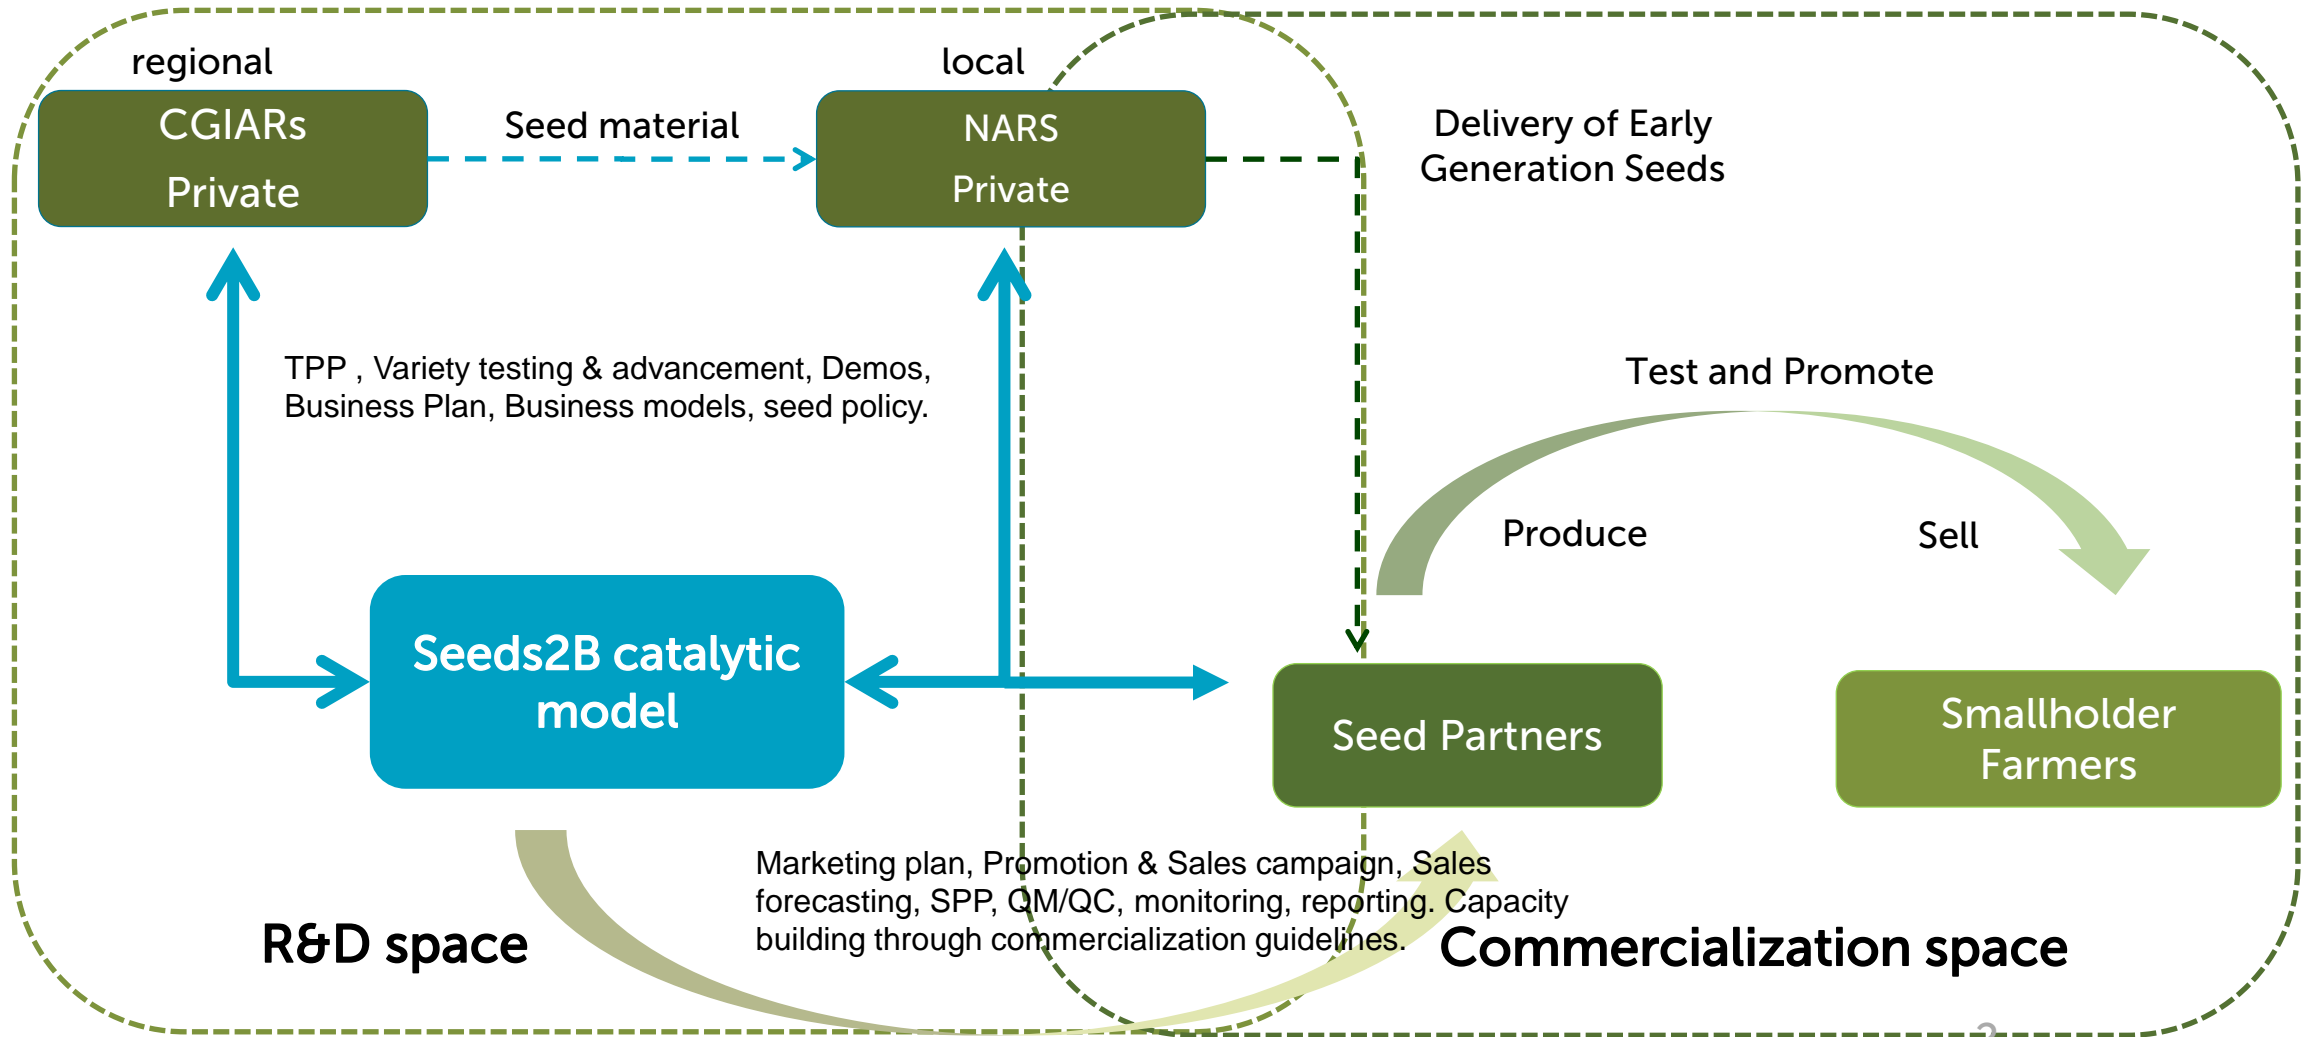 regional
local
CGIARs
Private
Seed material
NARS
Private
Delivery of Early
Generation Seeds
TPP , Variety testing & advancement, Demos,
Business Plan, Business models, seed policy.
Test and Promote
Produce
Sell
Seeds2B catalytic
model
Seed Partners
Smallholder
Farmers
Marketing plan, Promotion & Sales campaign, Sales
forecasting, SPP, QM/QC, monitoring, reporting. Capacity
building through commercialization guidelines.
R&D space
Commercialization space